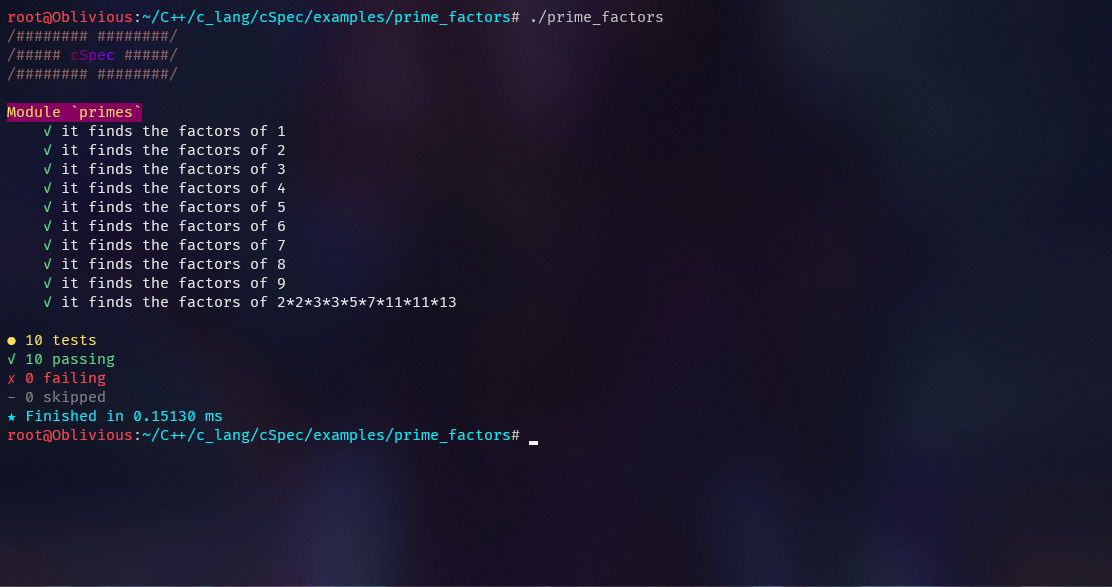 root@Oblivious:~/C++/c_lang/cSpec/examples/prime_factors# ./prime_factors
/######## ########/
/##### cSpec #####/
/######## ########/
Module `primes`
√ it finds the factors of 1
√ it finds the factors of 2
√ it finds the factors of 3
√ it finds the factors of 4
√ it finds the factors of 5
√ it finds the factors of 6
√ it finds the factors of 7
√ it finds the factors of 8
√ it finds the factors of 9
√ it finds the factors of 2*2*3*3*5*7*11*11*13
● 10 tests
√ 10 passing
✗ 0 failing
- 0 skipped
★ Finished in 0.15130 ms
root@Oblivious:~/C++/c_lang/cSpec/examples/prime_factors#